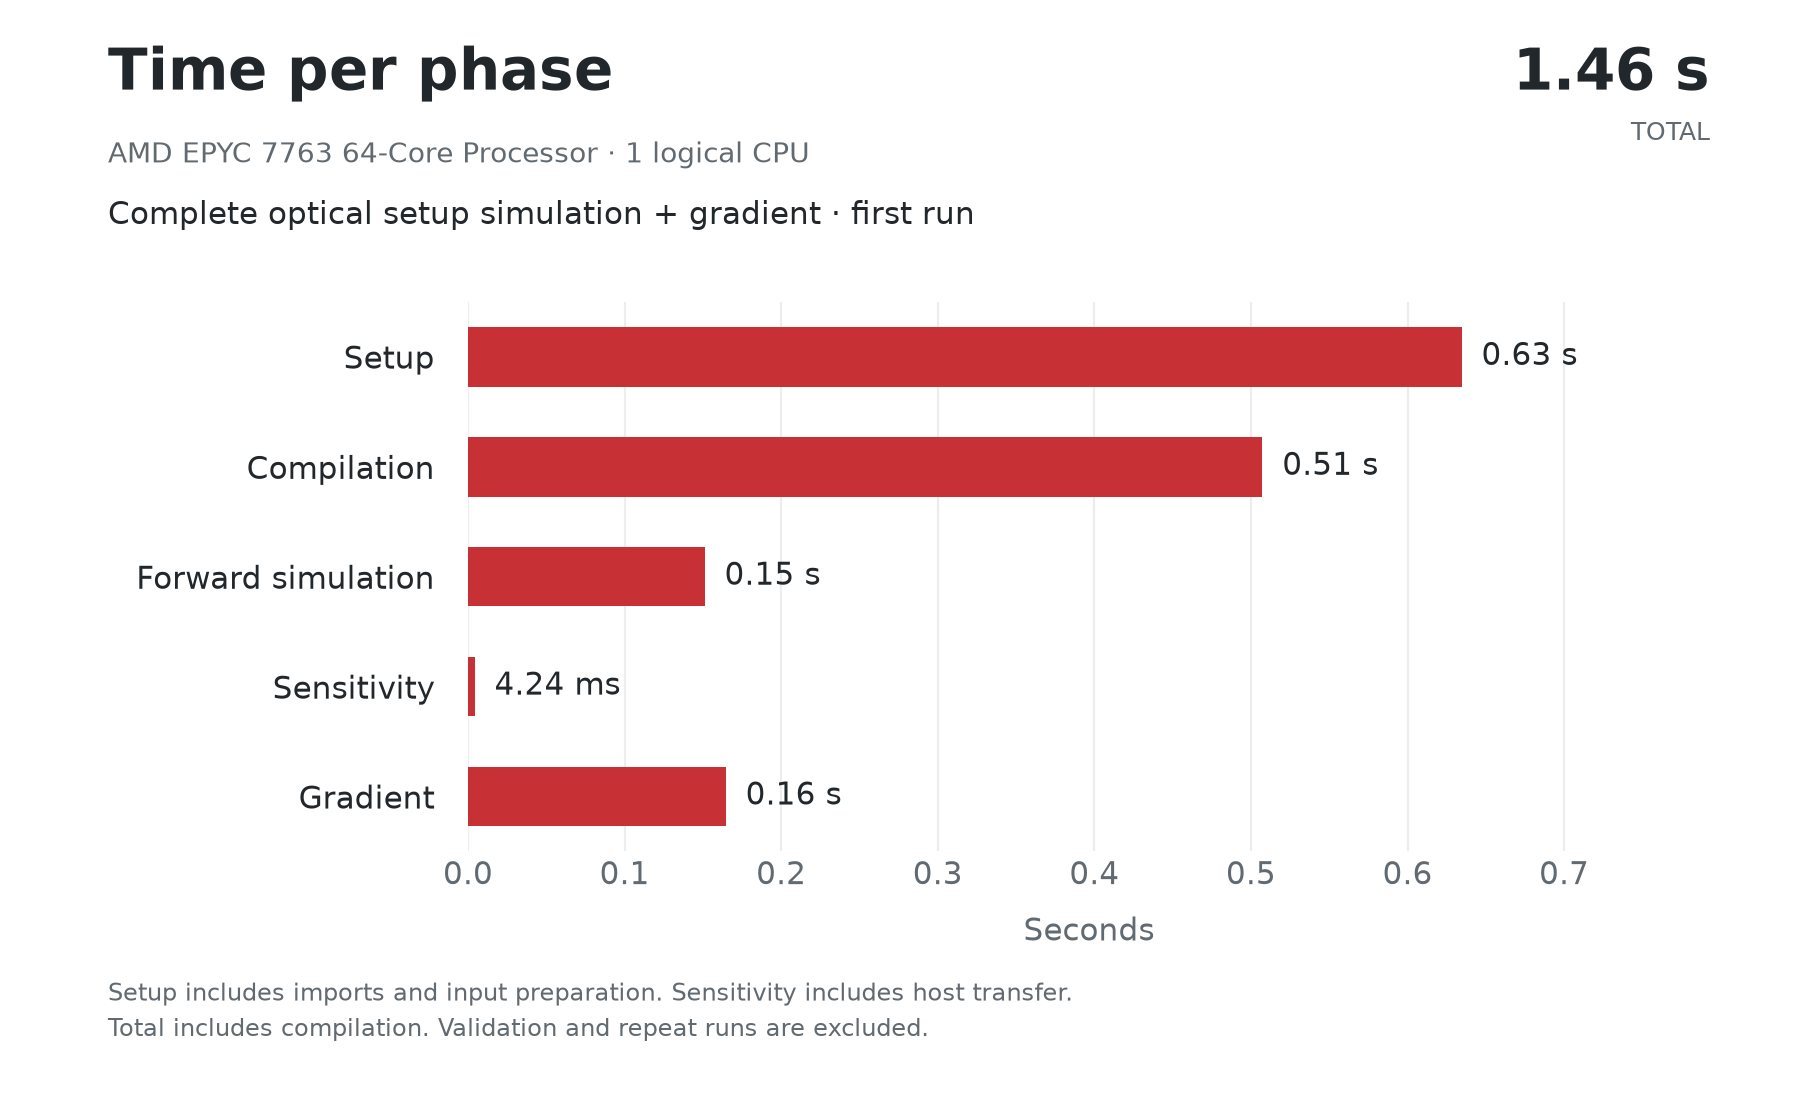 Time per phase
1.46 s
TOTAL
AMD EPYC 7763 64-Core Processor · 1 logical CPU
Complete optical setup simulation + gradient · first run
Setup
0.63 s
Compilation
0.51 s
Forward simulation
0.15 s
Sensitivity
4.24 ms
Gradient
0.16 s
0.0 0.1 0.2 0.3 0.4 0.5 0.6 0.7
Seconds
Setup includes imports and input preparation. Sensitivity includes host transfer.
Total includes compilation. Validation and repeat runs are excluded.